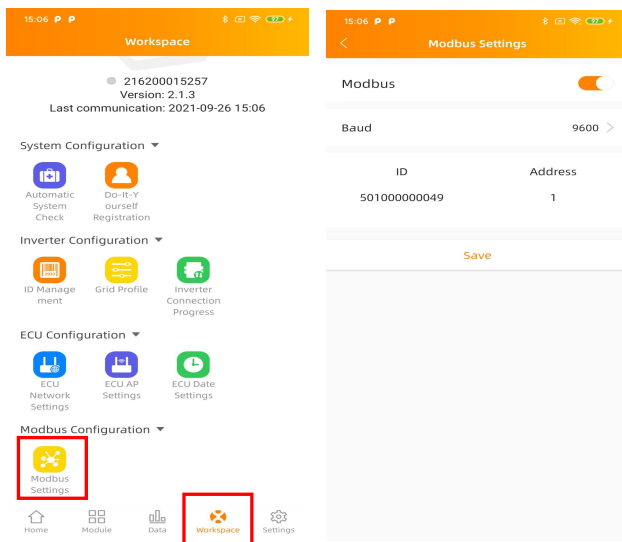 15:06 P P
97
Workspace
216200015257
Version: 2.1.3
Last communication: 2021-09-26 15:06
System Configuration
Automatic
System
Check
Do-It-Y
ourself
Registration
Inverter Configuration
ID Manage
ment
Grid Profile
Inverter
Connection
Progress
ECU Configuration
ECU
Network
Settings
ECU AP
Settings
ECU Date
Settings
Modbus Configuration
Modbus
Settings
Home
Module
Data
Workspace
Settings
15:06 P P
97
Modbus Settings
Modbus
Baud 9600
ID Address
501000000049 1
Save